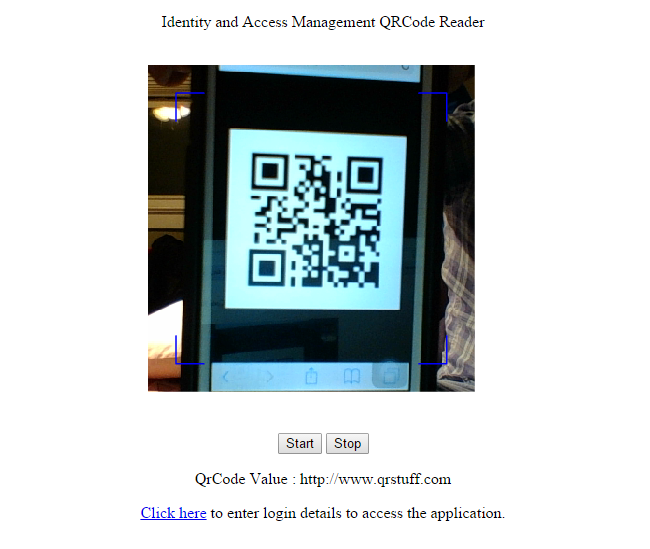 Identity and Access Management QRCode Reader
Start Stop
QrCode Value : http://www.qrstuff.com
Click here to enter login details to access the application.